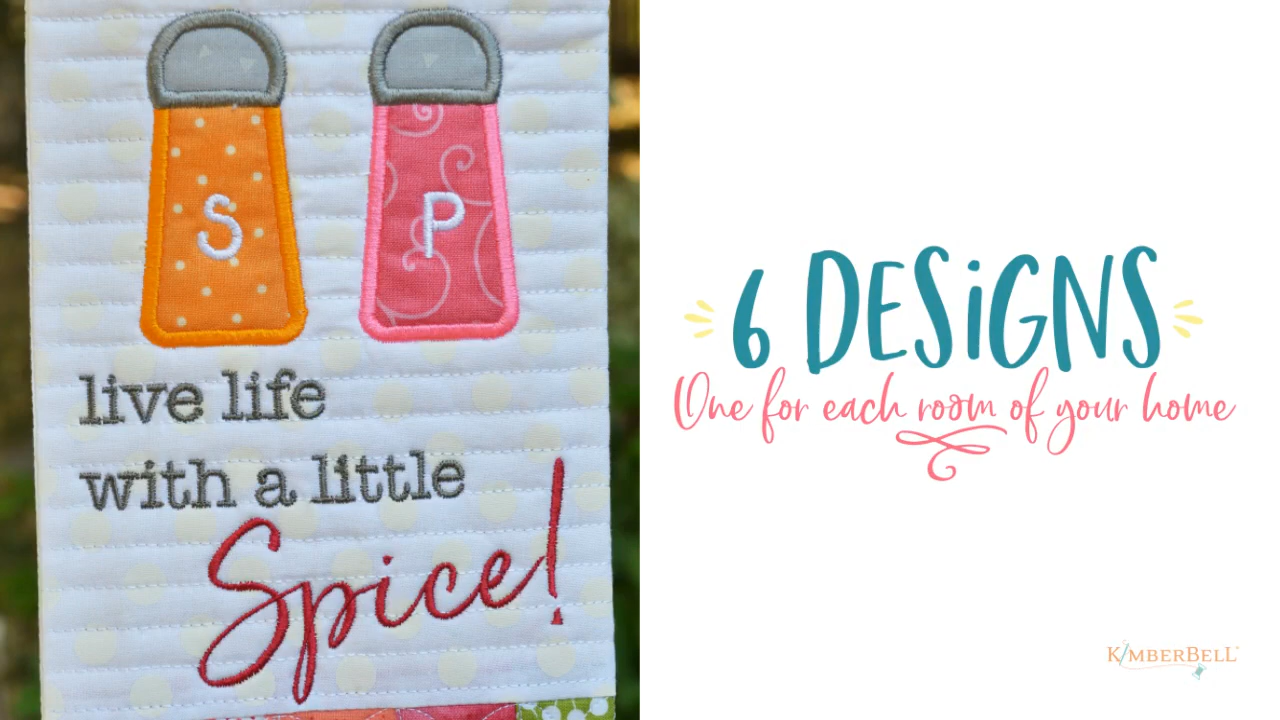 S P
live life
with a little
Spice!
6 DESiGNS
One for each room of your home
KIMBERBELL